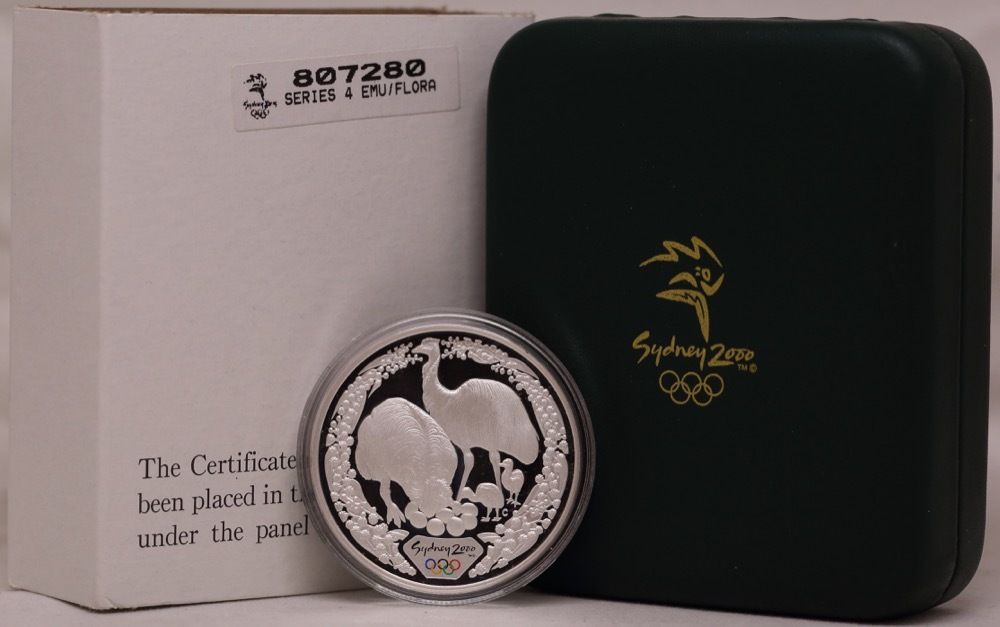 807280
SERIES 4 EMU/FLORA
Sydney 2000
The Certificate
been placed in t
under the panel
Sydney 2000
Sydney 2000
TM ©